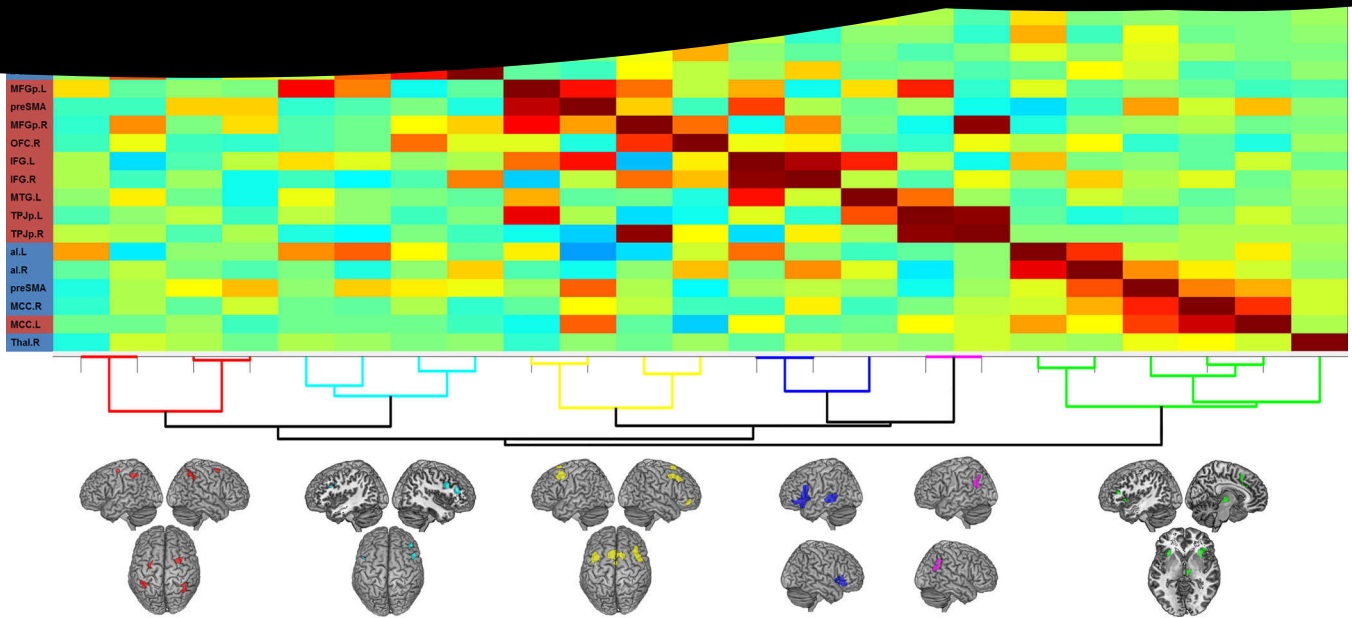 MFGp.L
preSMA
MFGp.R
OFC.R
IFG.L
IFG.R
MTG.L
TPJp.L
TPJp.R
aI.L
aI.R
preSMA
MCC.R
MCC.L
Thal.R